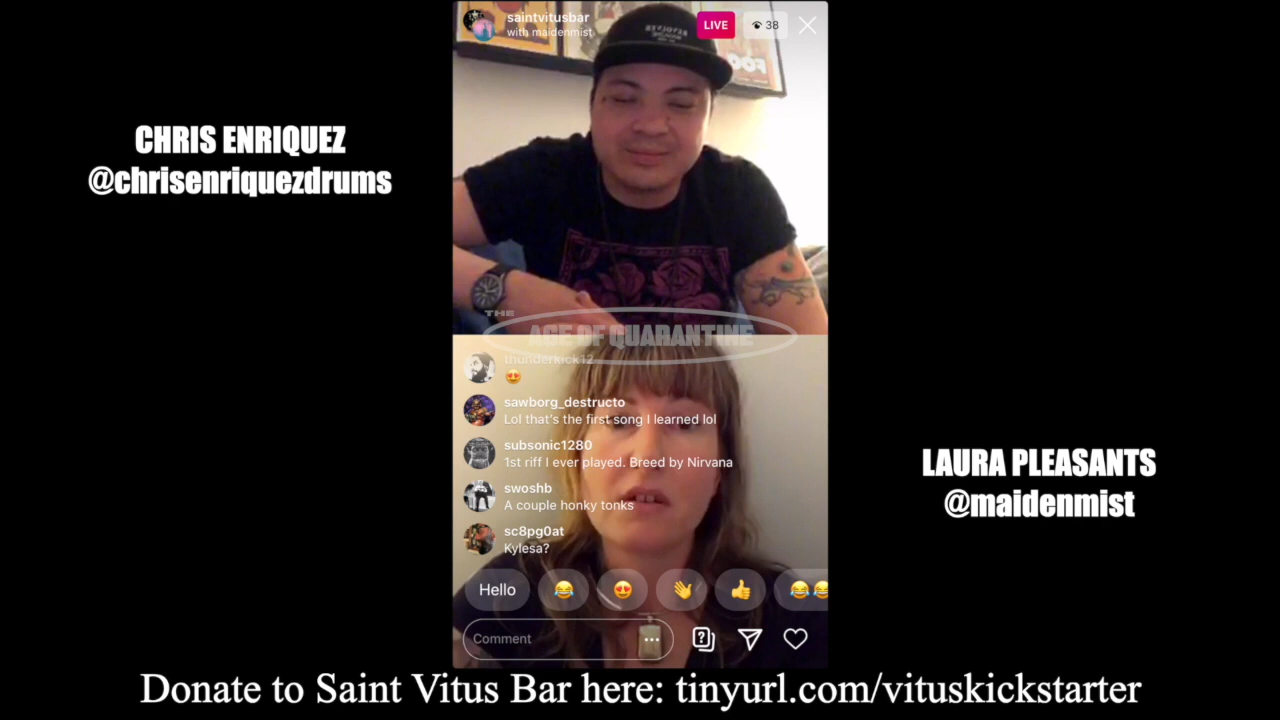 saintvitusbar
with maidenmist
LIVE
38
CHRIS ENRIQUEZ
@chrisenriquezdrums
THE
AGE OF QUARANTINE
thunderkick12
sawborg_destructo
Lol that's the first song I learned lol
subsonic1280
1st riff I ever played. Breed by Nirvana
swoshb
A couple honky tonks
sc8pg0at
Kylesa?
LAURA PLEASANTS
@maidenmist
Hello
Comment
Donate to Saint Vitus Bar here: tinyurl.com/vituskickstarter